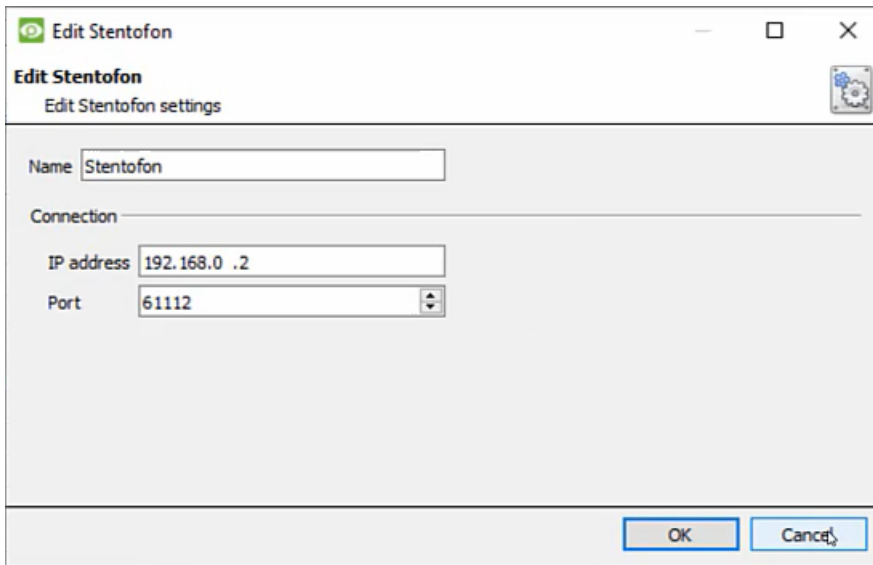 Edit Stentofon
Edit Stentofon
Edit Stentofon settings
Name Stentofon
Connection
IP address 192.168.0 .2
Port 61112
OK Cancel